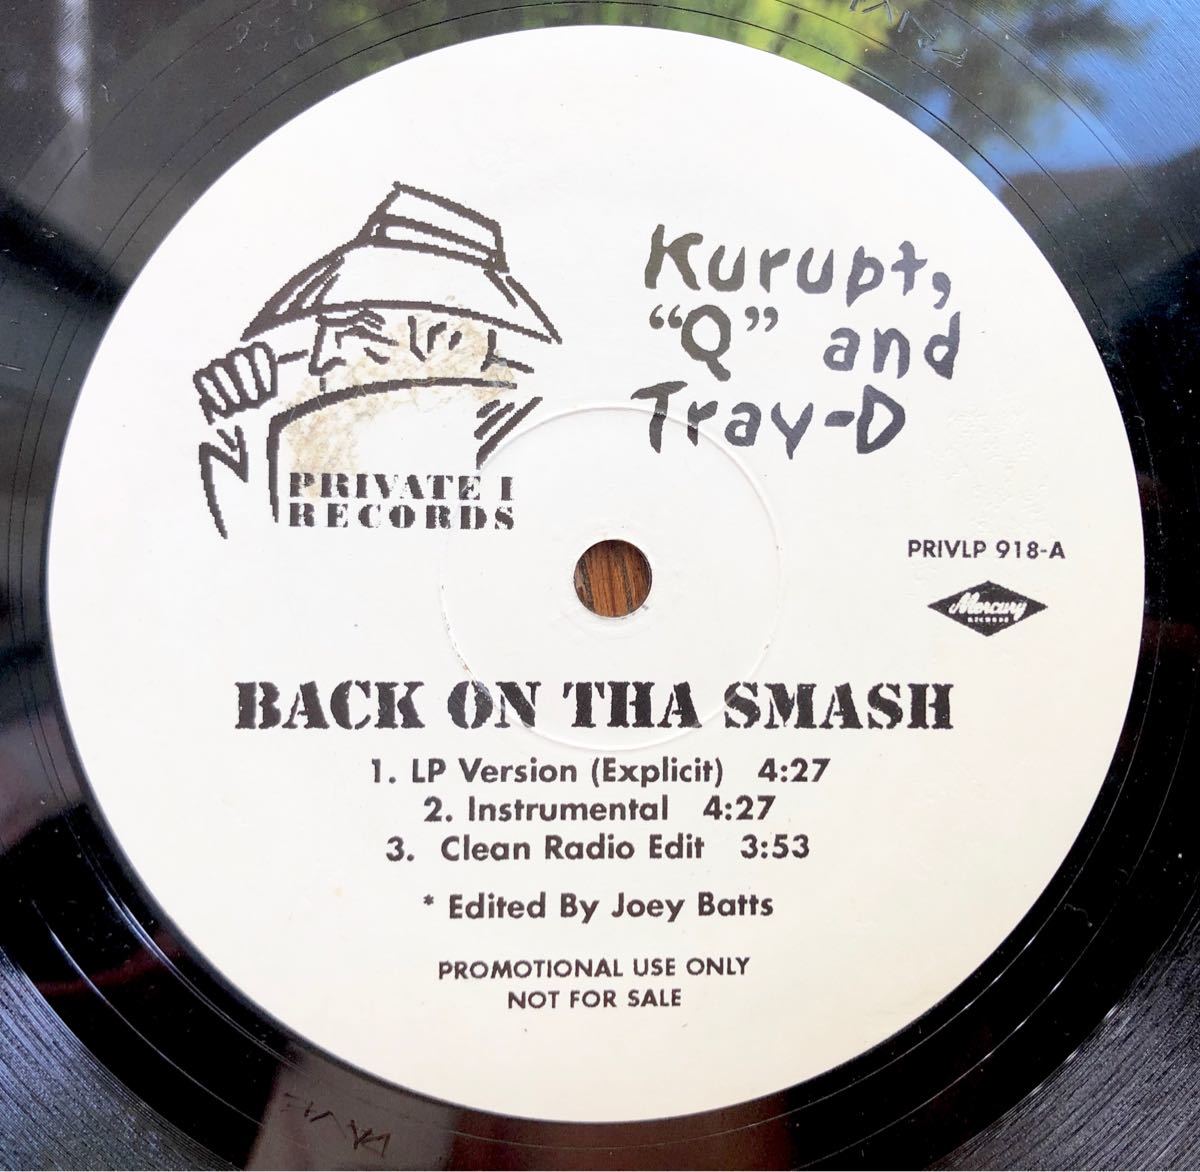 Kurupt,
"Q" and
Tray-D
PRIVATE I
RECORDS
PRIVLP 918-A
Mercury
RECORDS
BACK ON THA SMASH
1. LP Version (Explicit) 4:27
2. Instrumental 4:27
3. Clean Radio Edit 3:53
* Edited By Joey Batts
PROMOTIONAL USE ONLY
NOT FOR SALE